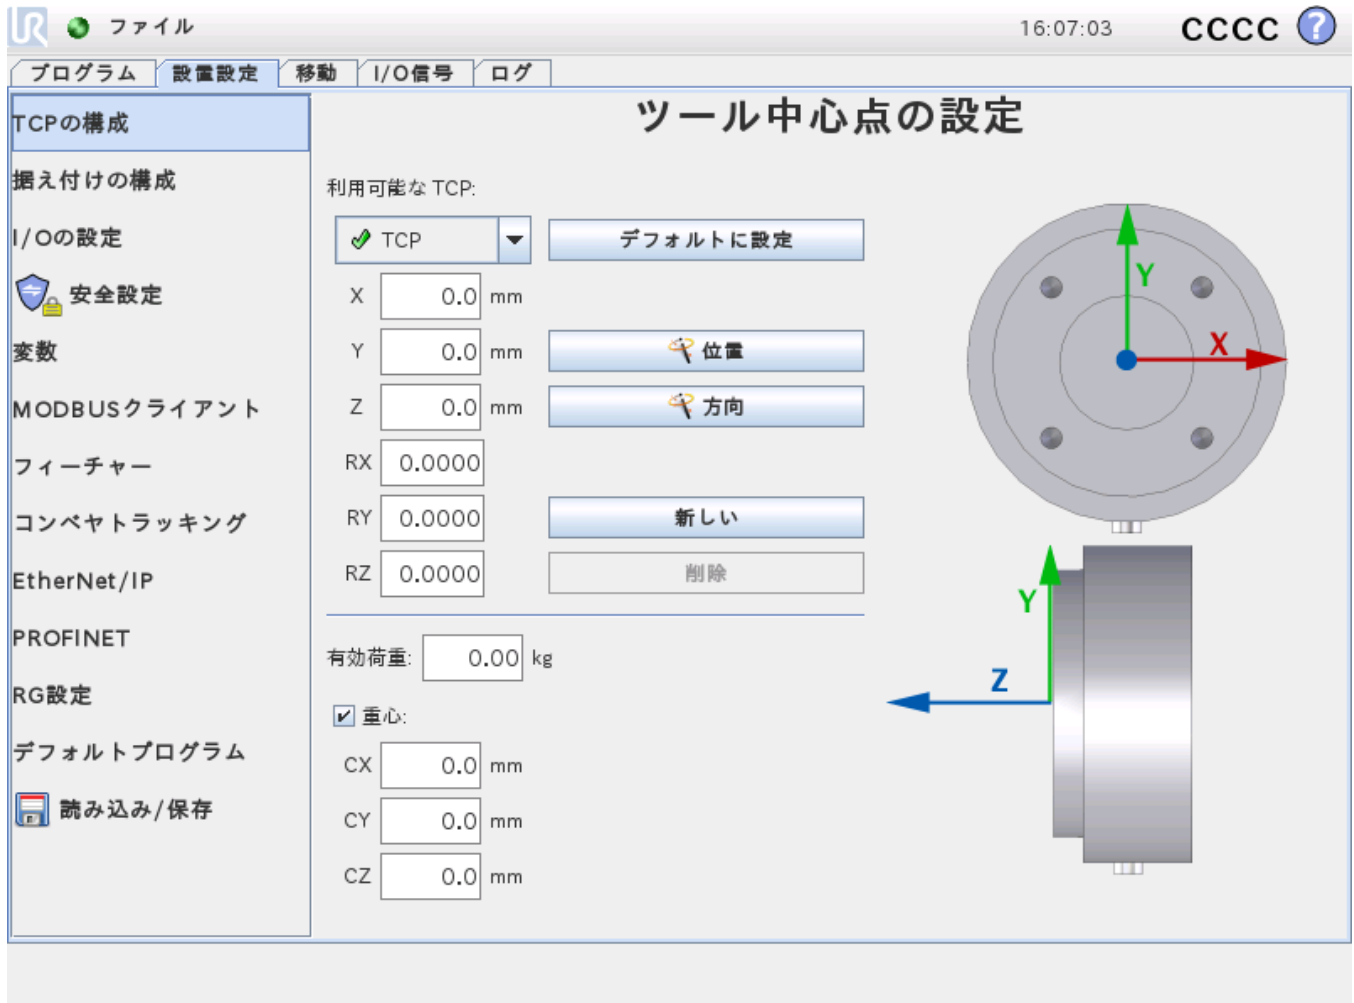 UR ファイル 16:07:03 CCCC ?
プログラム 設置設定 移動 I/O信号 ログ
TCPの構成
据え付けの構成
I/Oの設定
安全設定
変数
MODBUSクライアント
フィーチャー
コンベヤトラッキング
EtherNet/IP
PROFINET
RG設定
デフォルトプログラム
読み込み/保存
ツール中心点の設定
利用可能な TCP:
TCP デフォルトに設定
X 0.0 mm
Y 0.0 mm 位置
Z 0.0 mm 方向
RX 0.0000
RY 0.0000 新しい
RZ 0.0000 削除
有効荷重: 0.00 kg
重心:
CX 0.0 mm
CY 0.0 mm
CZ 0.0 mm
Y
X
Y
Z